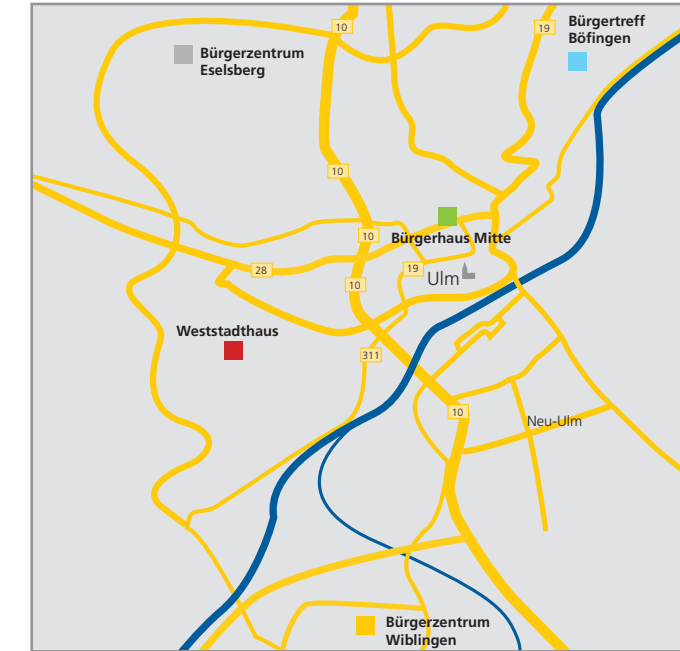 Bürgertreff
Böfingen
10
19
Bürgerzentrum
Eselsberg
10
10
Bürgerhaus Mitte
28
19
Ulm
10
Weststadthaus
311
10
Neu-Ulm
Bürgerzentrum
Wiblingen